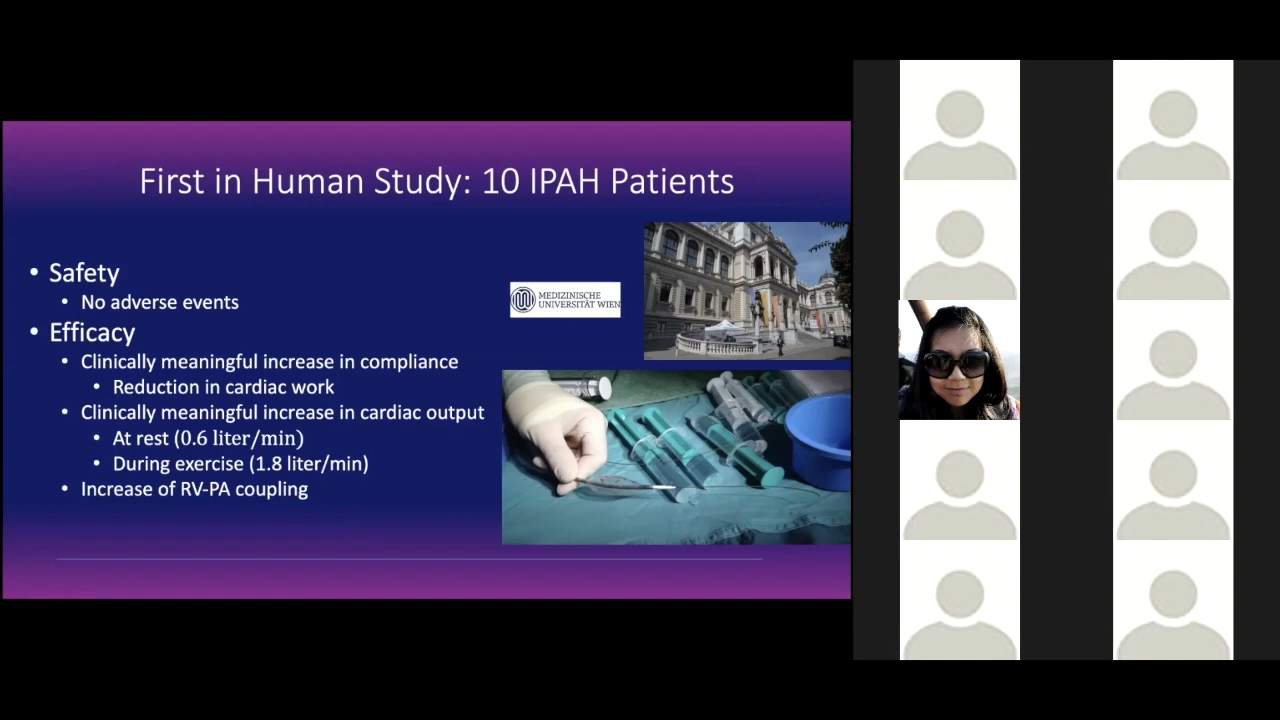 First in Human Study: 10 IPAH Patients
• Safety
• No adverse events
• Efficacy
• Clinically meaningful increase in compliance
• Reduction in cardiac work
• Clinically meaningful increase in cardiac output
• At rest (0.6 liter/min)
• During exercise (1.8 liter/min)
• Increase of RV-PA coupling
MEDIZINISCHE
UNIVERSITÄT WIEN